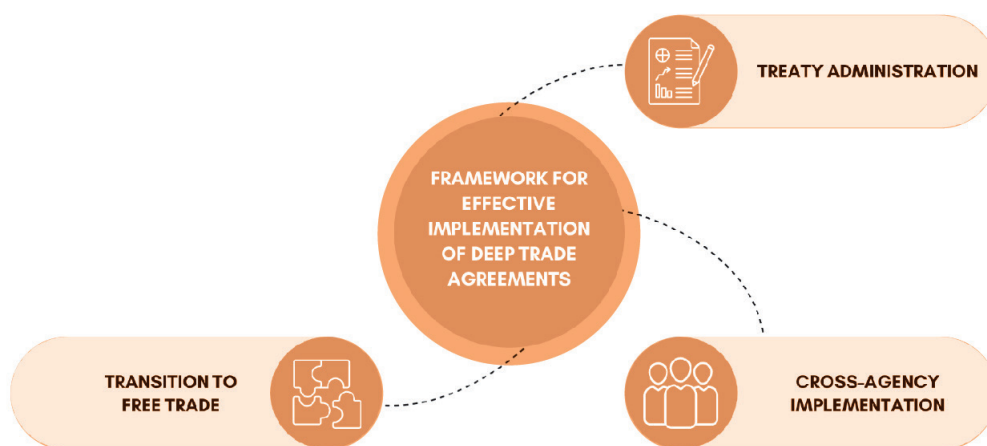 TREATY ADMINISTRATION
FRAMEWORK FOR
EFFECTIVE
IMPLEMENTATION
OF DEEP TRADE
AGREEMENTS
TRANSITION TO
FREE TRADE
CROSS-AGENCY
IMPLEMENTATION